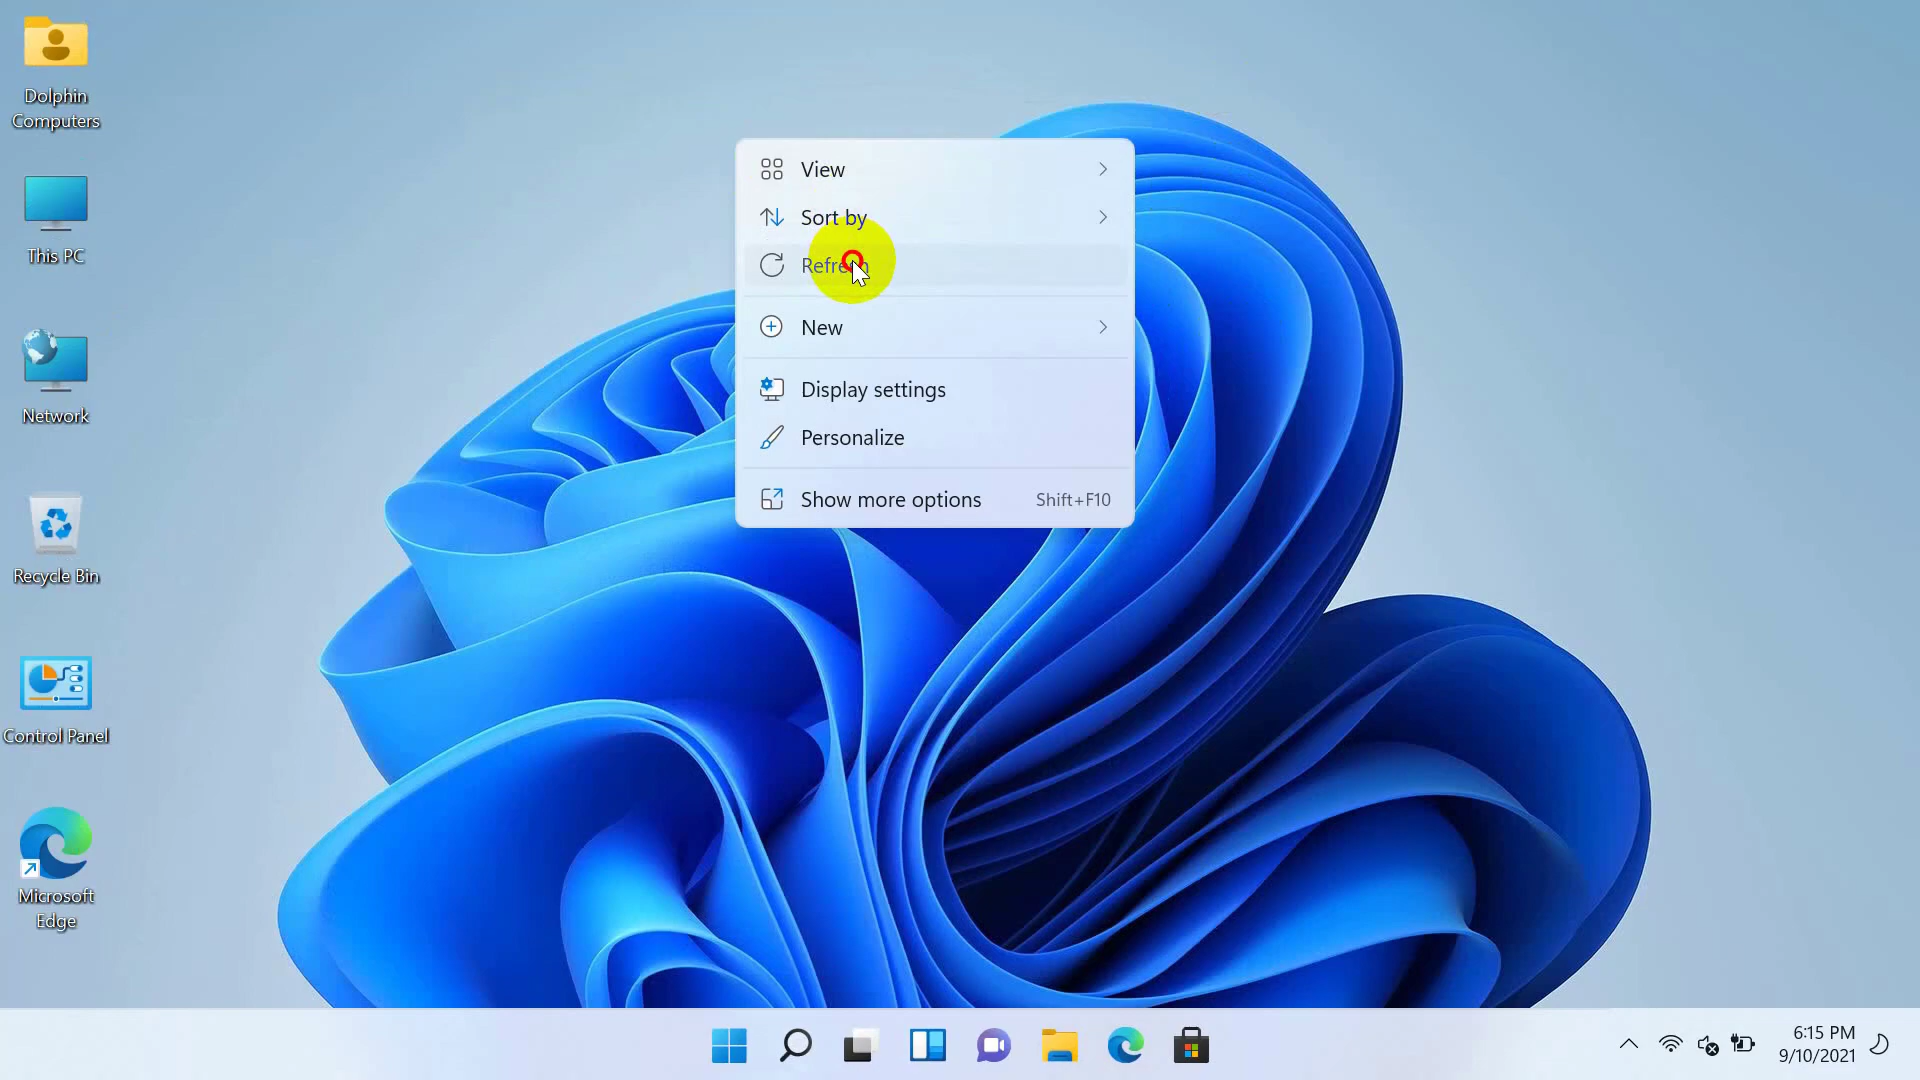 Dolphin
Computers
This PC
Network
Recycle Bin
Control Panel
Microsoft
Edge
View
Sort by
Refresh
New
Display settings
Personalize
Show more options Shift+F10
6:15 PM
9/10/2021